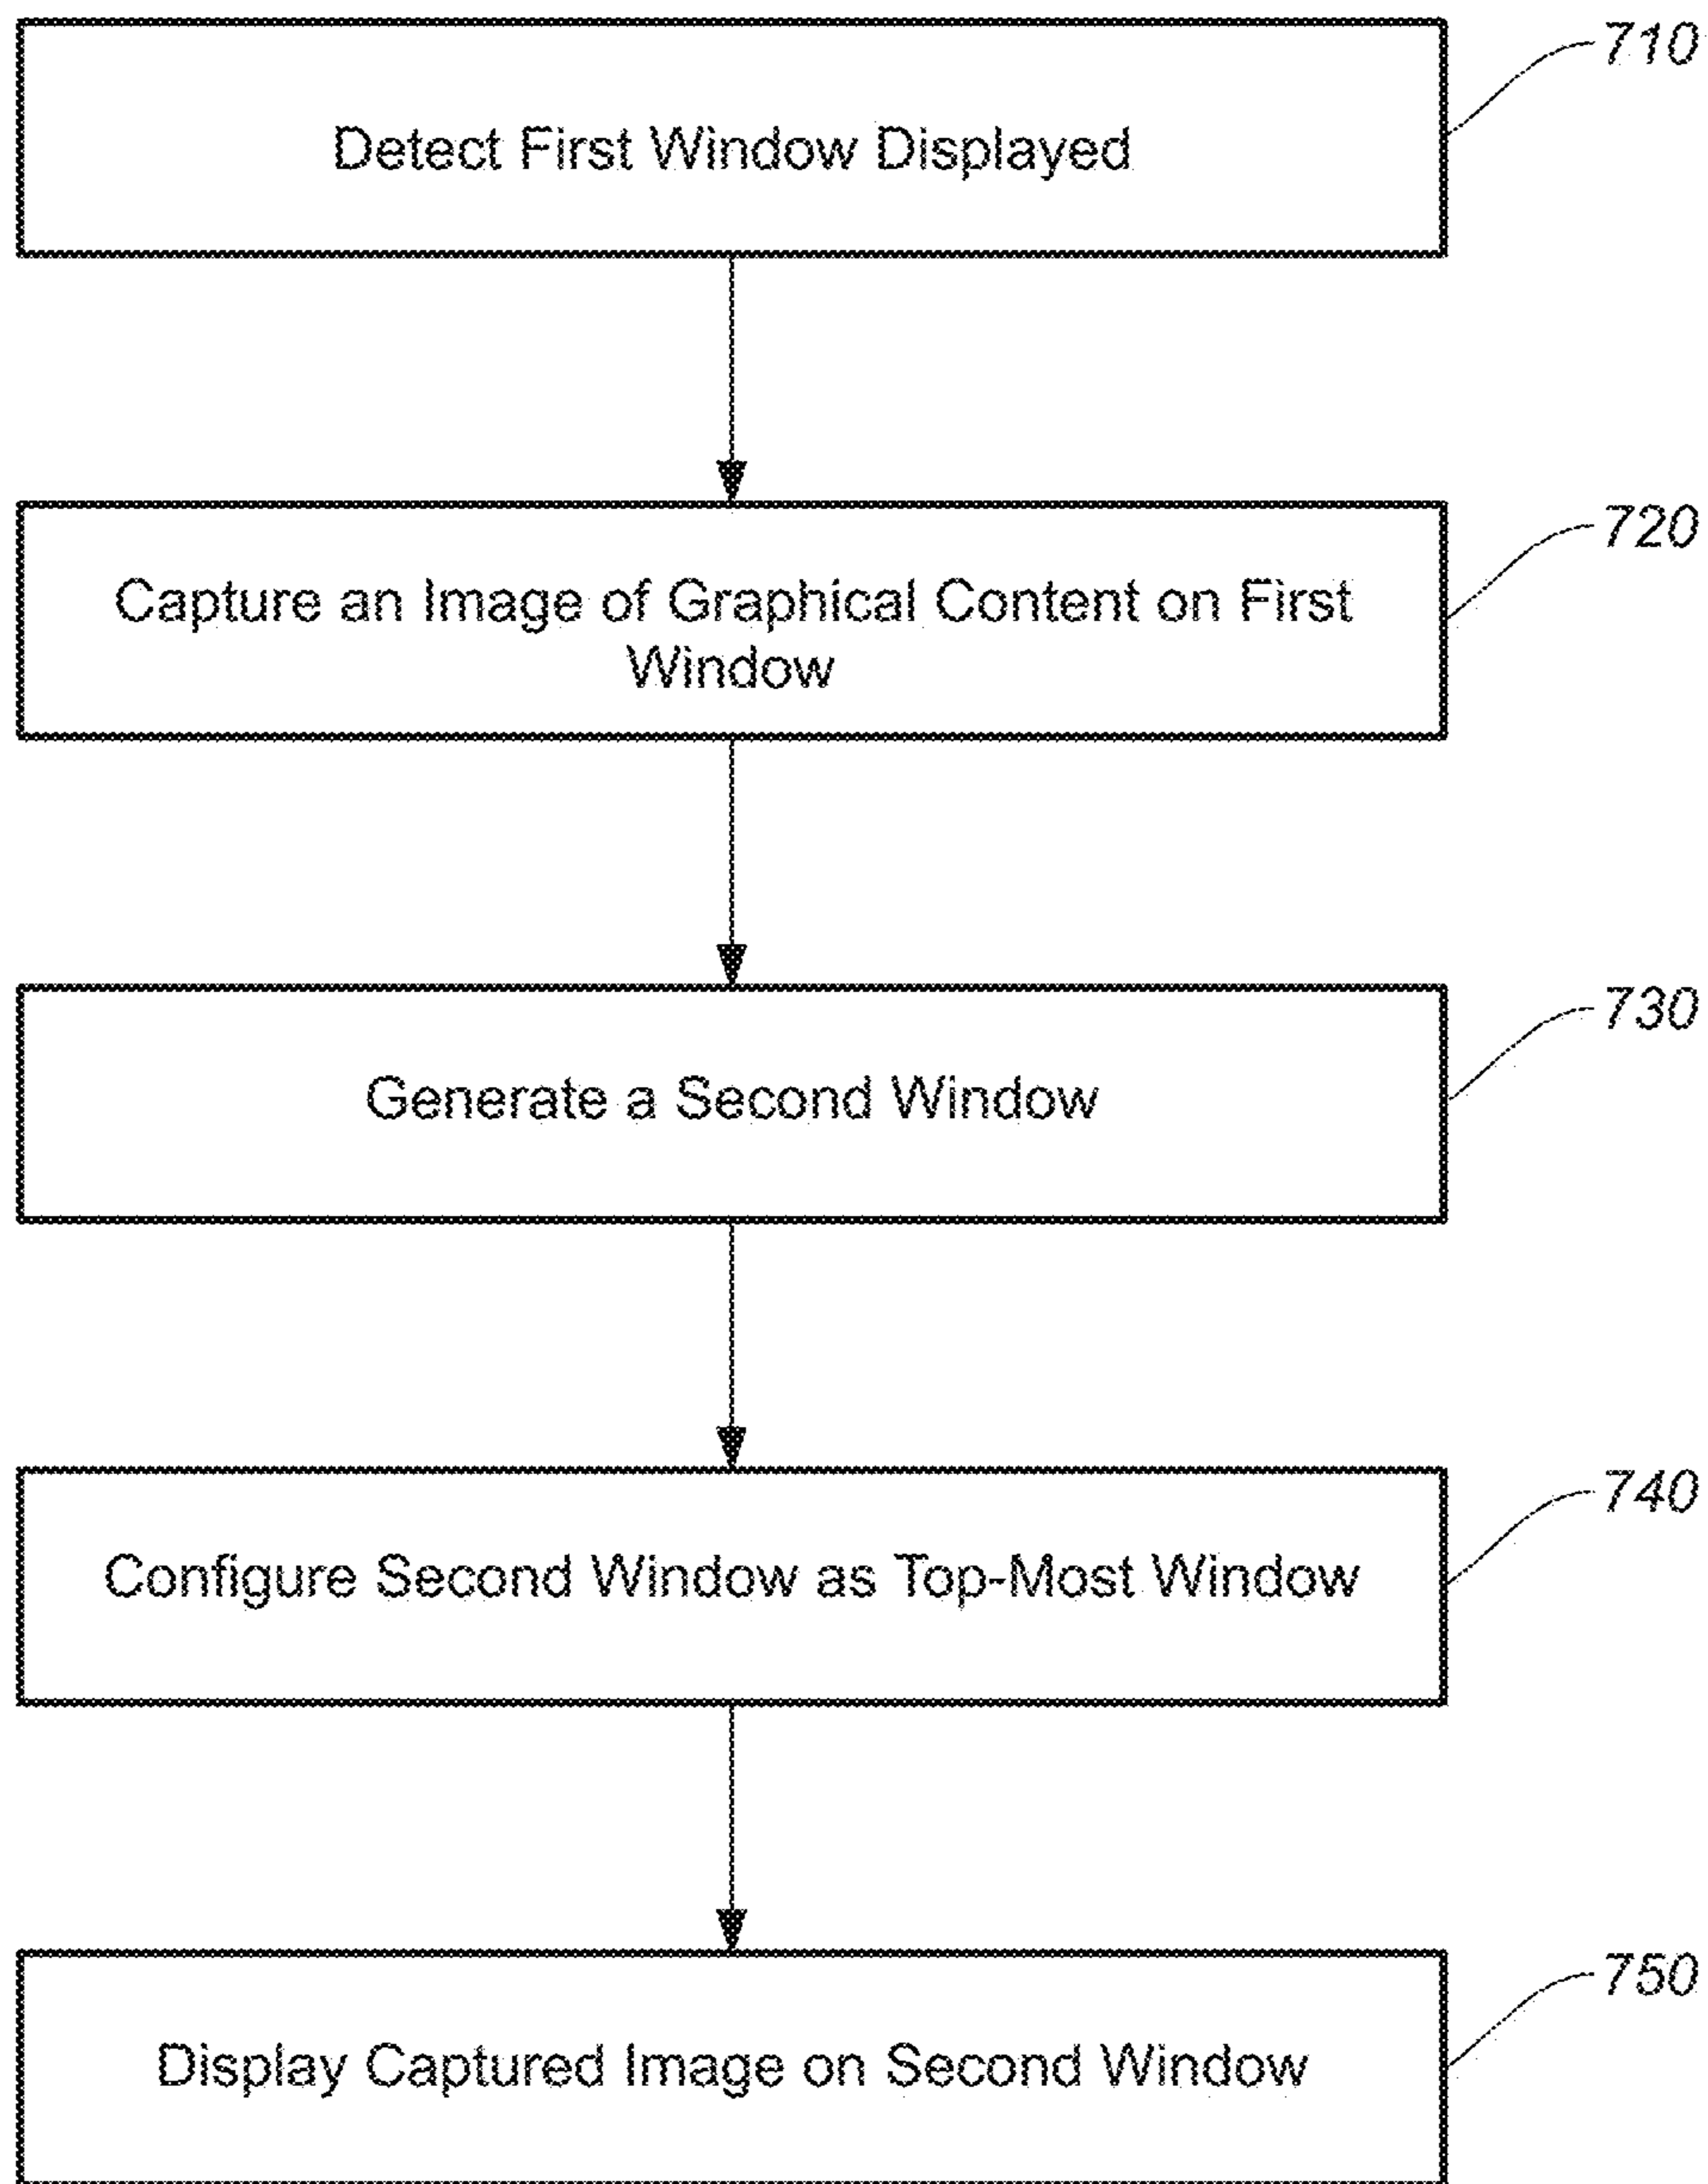 710
Detect First Window Displayed
720
Capture an Image of Graphical Content on First
Window
730
Generate a Second Window
740
Configure Second Window as Top-Most Window
750
Display Captured Image on Second Window